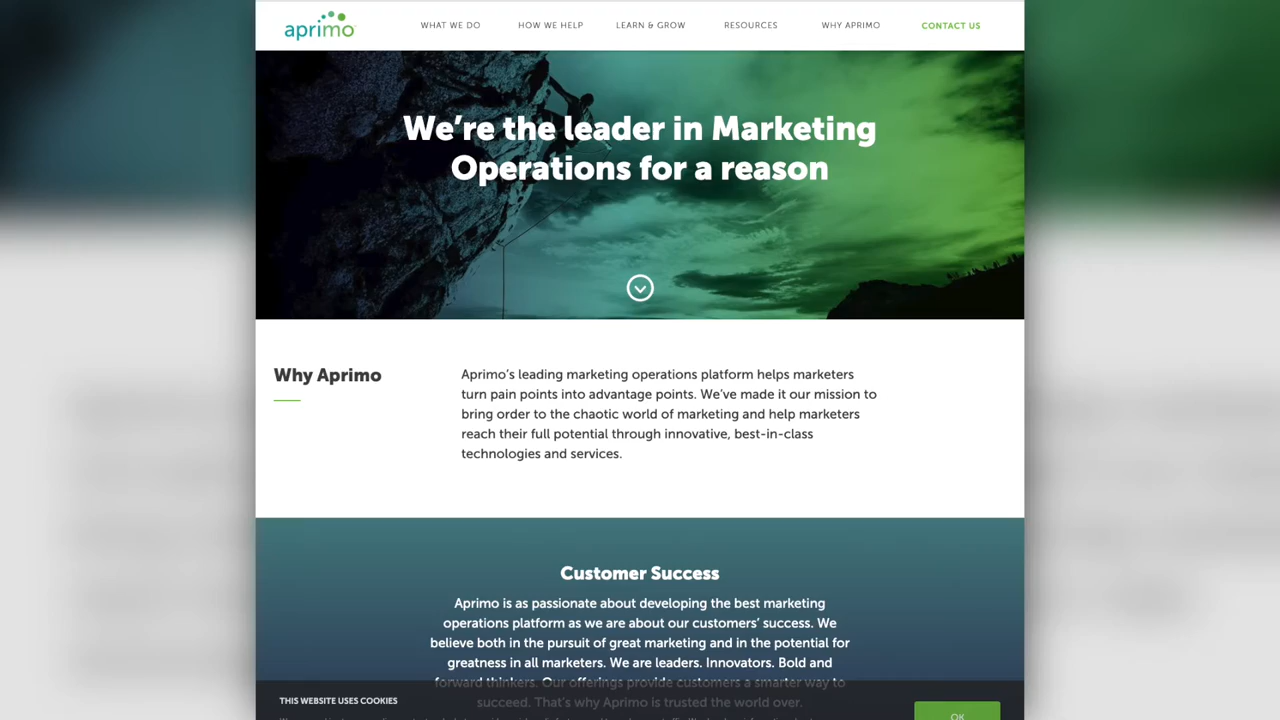 aprimo
WHAT WE DO
HOW WE HELP
LEARN & GROW
RESOURCES
WHY APRIMO
CONTACT US
We're the leader in Marketing
Operations for a reason
Why Aprimo
Aprimo's leading marketing operations platform helps marketers
turn pain points into advantage points. We've made it our mission to
bring order to the chaotic world of marketing and help marketers
reach their full potential through innovative, best-in-class
technologies and services.
Customer Success
Aprimo is as passionate about developing the best marketing
operations platform as we are about our customers' success. We
believe both in the pursuit of great marketing and in the potential for
greatness in all marketers. We are leaders. Innovators. Bold and
forward thinkers. Our offerings provide customers a smarter way to
succeed. That's why Aprimo is trusted the world over.
THIS WEBSITE USES COOKIES
OK